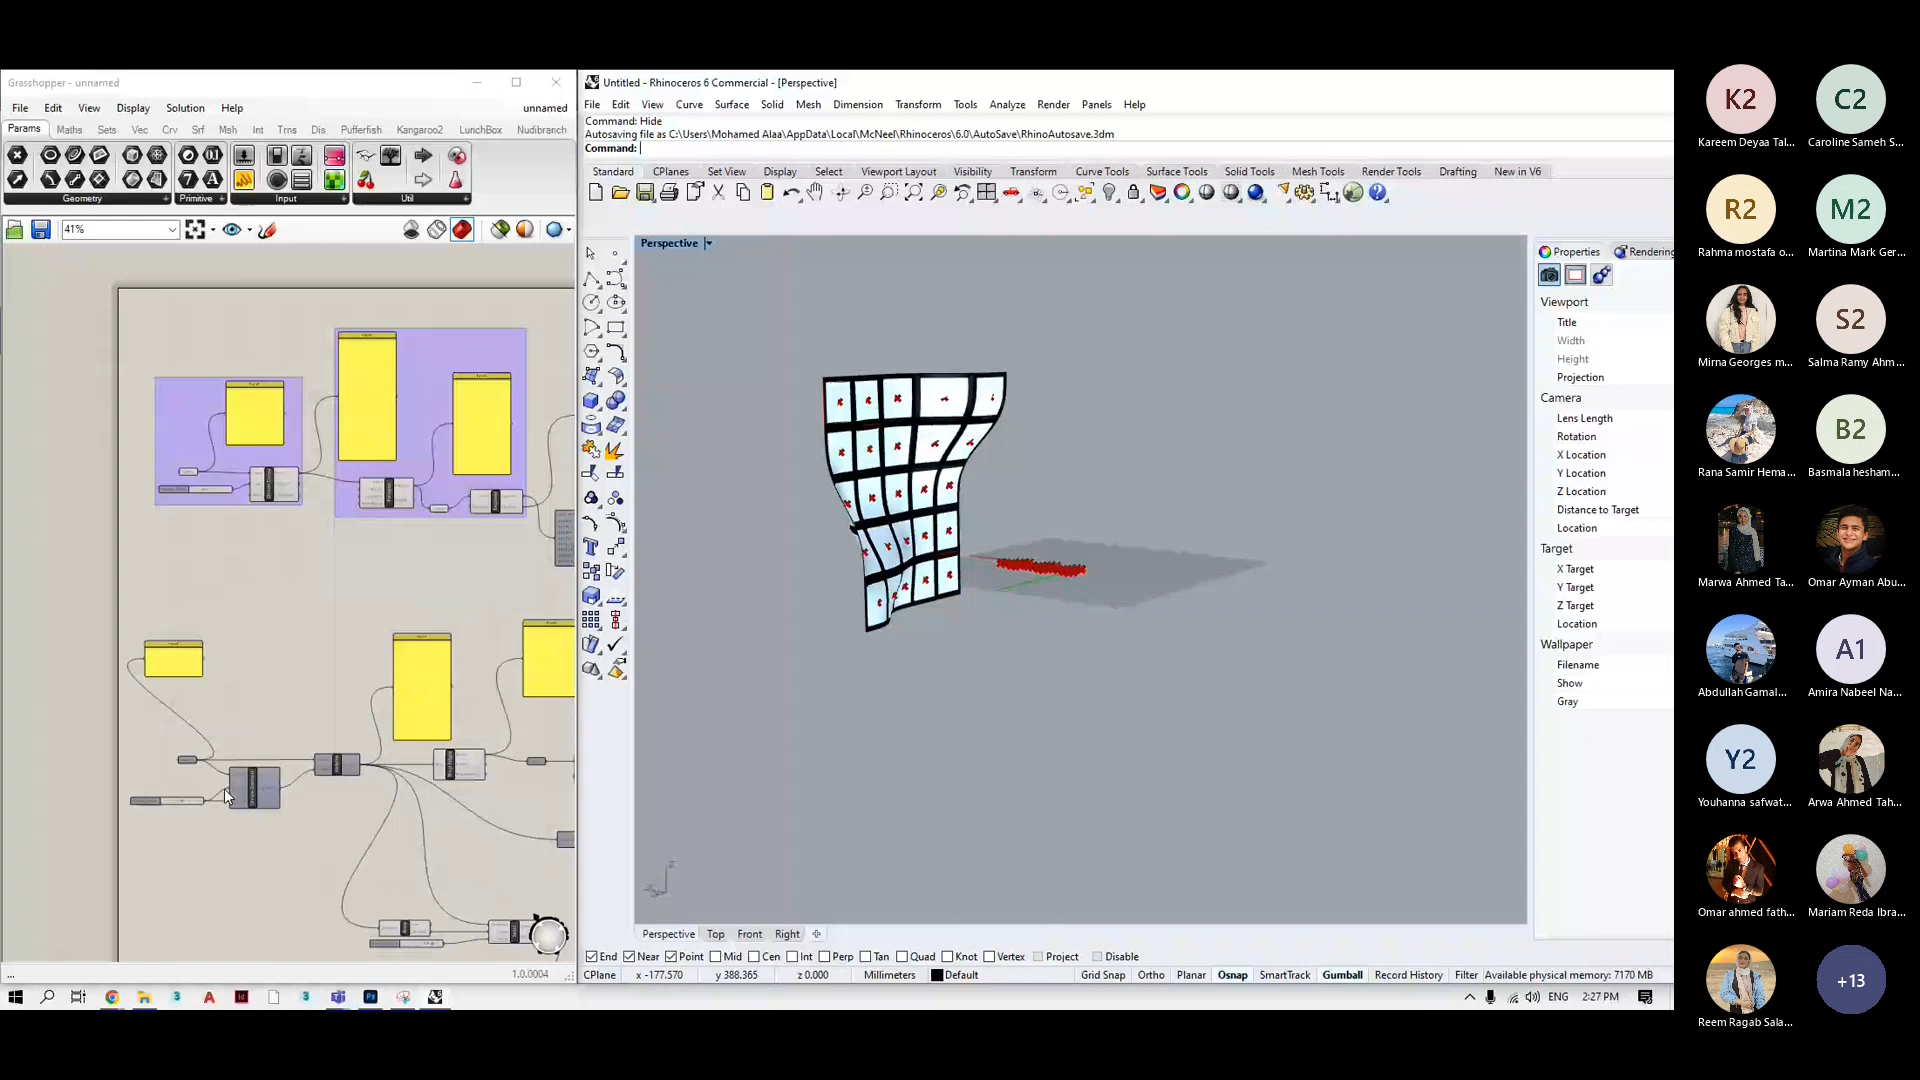 Grasshopper - unnamed
File Edit View Display Solution Help
unnamed
Params Maths Sets Vec Crv Srf Msh Int Trns Dis Pufferfish Kangaroo2 LunchBox Nudibranch
Geometry
Primitive
Input
Util
41%
1.0.0004
...
Untitled - Rhinoceros 6 Commercial - [Perspective]
File Edit View Curve Surface Solid Mesh Dimension Transform Tools Analyze Render Panels Help
Command: Hide
Autosaving file as C:\Users\Mohamed Alaa\AppData\Local\McNeel\Rhinoceros\6.0\AutoSave\RhinoAutosave.3dm
Command:
Standard CPlanes Set View Display Select Viewport Layout Visibility Transform Curve Tools Surface Tools Solid Tools Mesh Tools Render Tools Drafting New in V6
Perspective
Properties
Rendering
Viewport
Title
Width
Height
Projection
Camera
Lens Length
Rotation
X Location
Y Location
Z Location
Distance to Target
Location
Target
X Target
Y Target
Z Target
Location
Wallpaper
Filename
Show
Gray
Perspective Top Front Right
End Near Point Mid Cen Int Perp Tan Quad Knot Vertex Project Disable
CPlane x -177.570 y 388.365 z 0.000 Millimeters Default Grid Snap Ortho Planar Osnap SmartTrack Gumball Record History Filter Available physical memory: 7170 MB
ENG 2:27 PM
K2
Kareem Deyaa Tal...
C2
Caroline Sameh S...
R2
Rahma mostafa o...
M2
Martina Mark Ger...
Mirna Georges m...
S2
Salma Ramy Ahm...
Rana Samir Hema...
B2
Basmala hesham...
Marwa Ahmed Ta...
Omar Ayman Abu...
Abdullah Gamal...
A1
Amira Nabeel Na...
Y2
Youhanna safwat...
Arwa Ahmed Tah...
Omar ahmed fath...
Mariam Reda Ibra...
Reem Ragab Sala...
+13